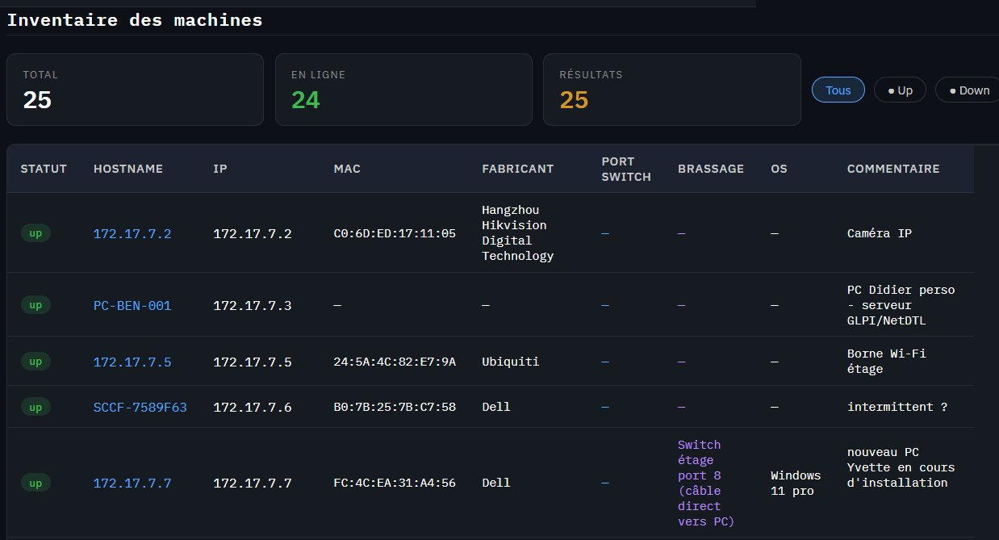 Inventaire des machines
TOTAL
25
EN LIGNE
24
RÉSULTATS
25
Tous
● Up
● Down
STATUT HOSTNAME IP MAC FABRICANT PORT SWITCH BRASSAGE OS COMMENTAIRE
up 172.17.7.2 172.17.7.2 C0:6D:ED:17:11:05 Hangzhou Hikvision Digital Technology — — — Caméra IP
up PC-BEN-001 172.17.7.3 — — — — — PC Didier perso - serveur GLPI/NetDTL
up 172.17.7.5 172.17.7.5 24:5A:4C:82:E7:9A Ubiquiti — — — Borne Wi-Fi étage
up SCCF-7589F63 172.17.7.6 B0:7B:25:7B:C7:58 Dell — — — intermittent ?
up 172.17.7.7 172.17.7.7 FC:4C:EA:31:A4:56 Dell — Switch étage port 8 (câble direct vers PC) Windows 11 pro nouveau PC Yvette en cours d'installation